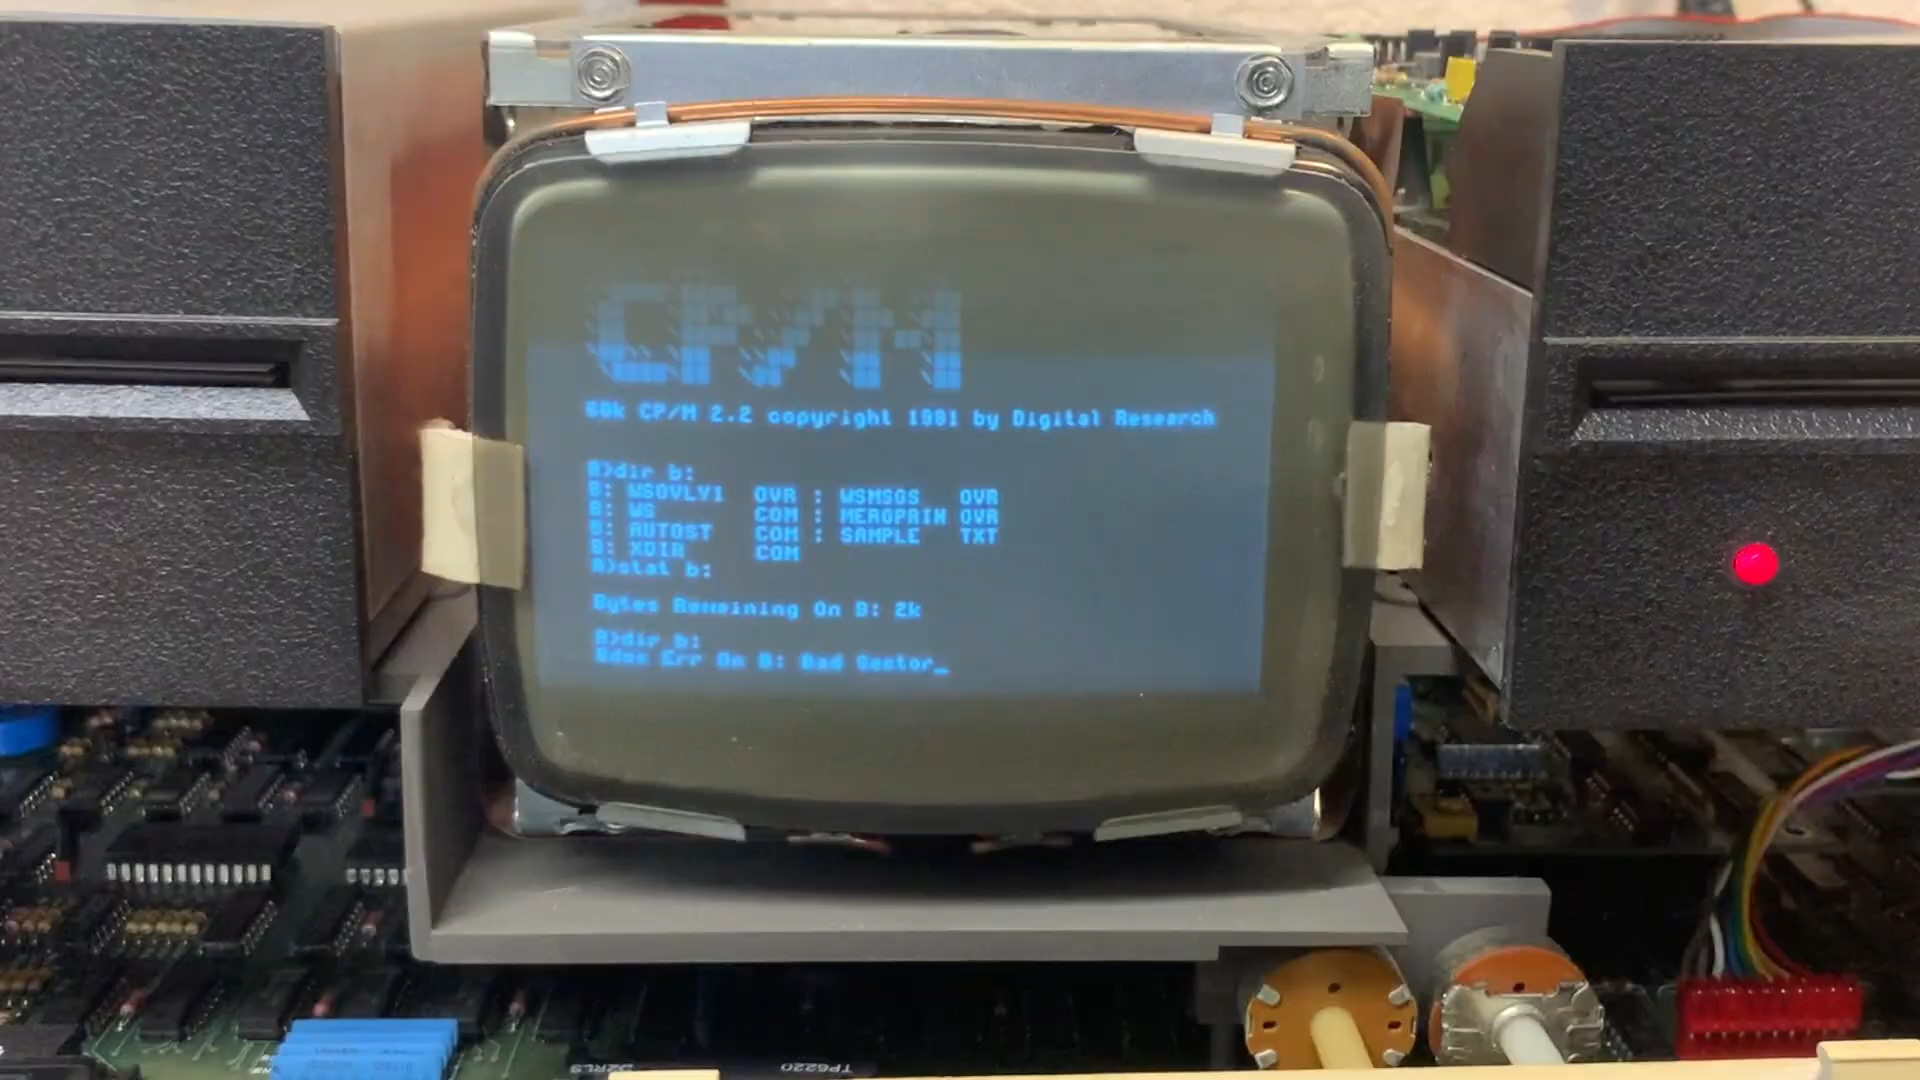 CP/M
60k CP/M 2.2 copyright 1981 by Digital Research
A>dir b:
B: WSOVLY1 OVR : WSMSGS OVR
B: WS COM : MERGPRIN OVR
B: AUTOST COM : SAMPLE TXT
B: XDIR COM
A>stat b:
Bytes Remaining On B: 2k
A>dir b:
Bdos Err On B: Bad Sector_
TP6220